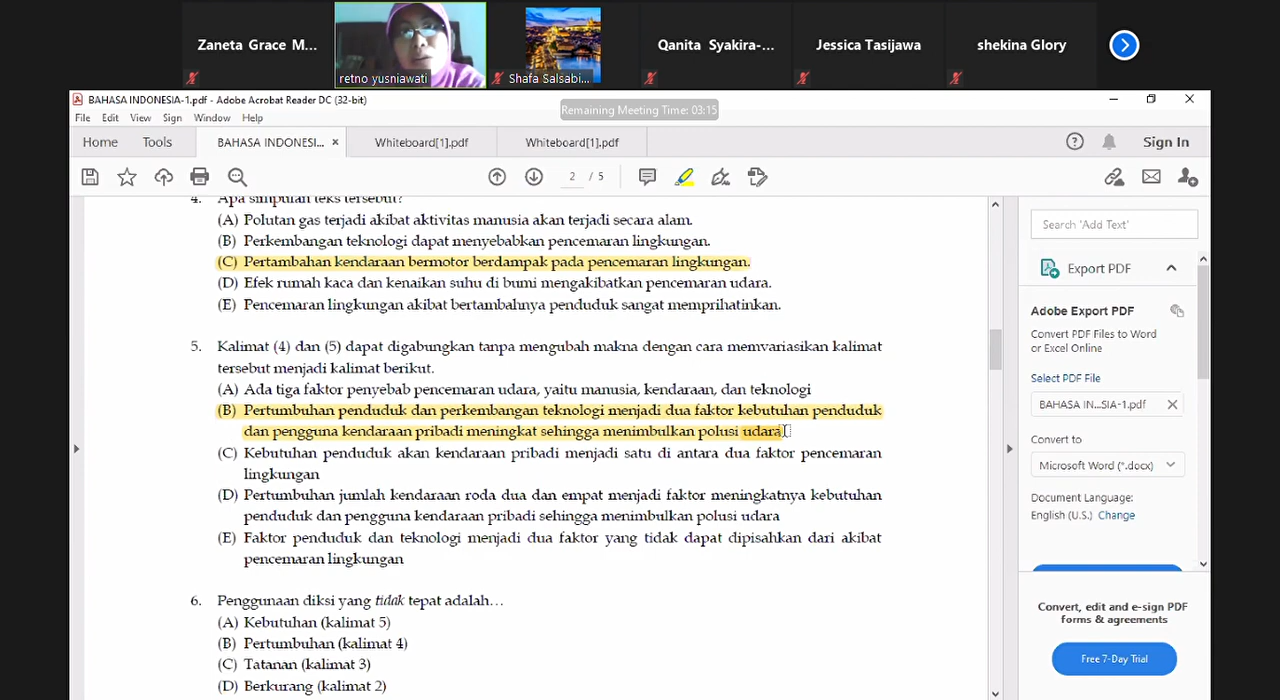 Zaneta Grace M...
retno yusniawati
Shafa Salsabi...
Qanita Syakira-...
Jessica Tasijawa
shekina Glory
BAHASA INDONESIA-1.pdf - Adobe Acrobat Reader DC (32-bit)
Remaining Meeting Time: 03:15
File Edit View Sign Window Help
Home Tools BAHASA INDONESI... × Whiteboard[1].pdf Whiteboard[1].pdf Sign In
2 / 5
4. Apa simpulan teks tersebut?
(A) Polutan gas terjadi akibat aktivitas manusia akan terjadi secara alam.
(B) Perkembangan teknologi dapat menyebabkan pencemaran lingkungan.
(C) Pertambahan kendaraan bermotor berdampak pada pencemaran lingkungan.
(D) Efek rumah kaca dan kenaikan suhu di bumi mengakibatkan pencemaran udara.
(E) Pencemaran lingkungan akibat bertambahnya penduduk sangat memprihatinkan.
5. Kalimat (4) dan (5) dapat digabungkan tanpa mengubah makna dengan cara memvariasikan kalimat
tersebut menjadi kalimat berikut.
(A) Ada tiga faktor penyebab pencemaran udara, yaitu manusia, kendaraan, dan teknologi
(B) Pertumbuhan penduduk dan perkembangan teknologi menjadi dua faktor kebutuhan penduduk
dan pengguna kendaraan pribadi meningkat sehingga menimbulkan polusi udara
(C) Kebutuhan penduduk akan kendaraan pribadi menjadi satu di antara dua faktor pencemaran
lingkungan
(D) Pertumbuhan jumlah kendaraan roda dua dan empat menjadi faktor meningkatnya kebutuhan
penduduk dan pengguna kendaraan pribadi sehingga menimbulkan polusi udara
(E) Faktor penduduk dan teknologi menjadi dua faktor yang tidak dapat dipisahkan dari akibat
pencemaran lingkungan
6. Penggunaan diksi yang tidak tepat adalah...
(A) Kebutuhan (kalimat 5)
(B) Pertumbuhan (kalimat 4)
(C) Tatanan (kalimat 3)
(D) Berkurang (kalimat 2)
Search 'Add Text'
Export PDF
Adobe Export PDF
Convert PDF Files to Word
or Excel Online
Select PDF File
BAHASA IN...SIA-1.pdf
Convert to
Microsoft Word (*.docx)
Document Language:
English (U.S.) Change
Convert, edit and e-sign PDF
forms & agreements
Free 7-Day Trial